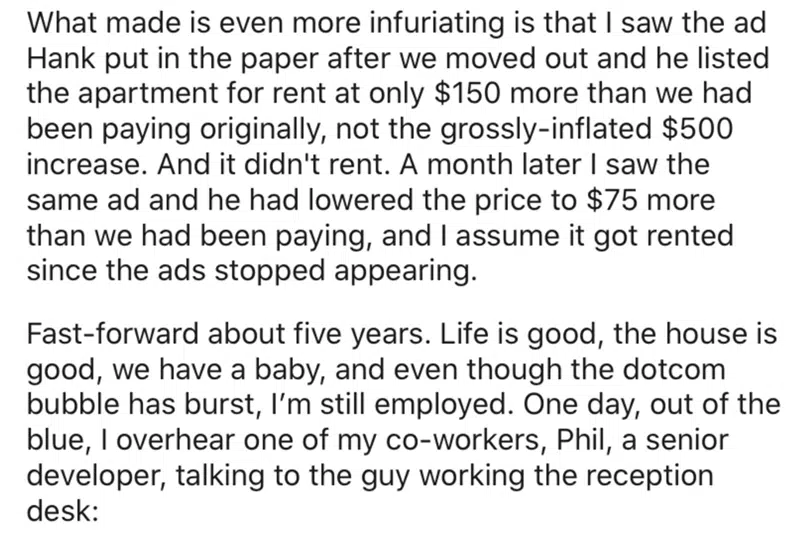 What made is even more infuriating is that I saw the ad
Hank put in the paper after we moved out and he listed
the apartment for rent at only $150 more than we had
been paying originally, not the grossly-inflated $500
increase. And it didn't rent. A month later I saw the
same ad and he had lowered the price to $75 more
than we had been paying, and I assume it got rented
since the ads stopped appearing.
Fast-forward about five years. Life is good, the house is
good, we have a baby, and even though the dotcom
bubble has burst, I’m still employed. One day, out of the
blue, I overhear one of my co-workers, Phil, a senior
developer, talking to the guy working the reception
desk: